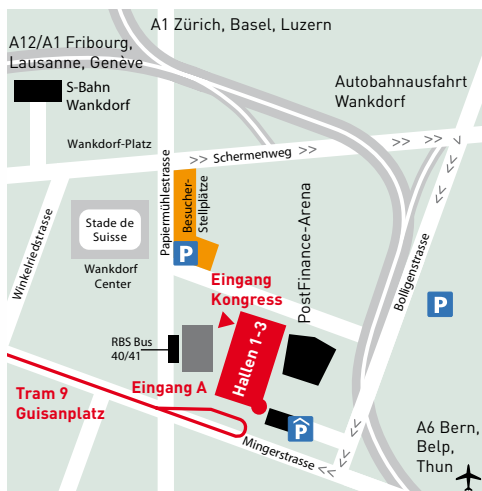 A1 Zürich, Basel, Luzern
A12/A1 Fribourg,
Lausanne, Genève
S-Bahn
Wankdorf
Autobahnausfahrt
Wankdorf
Wankdorf-Platz
>> Schermenweg >>
>>
>>
Papiermühlestrasse
Besucher-
Stellplätze
P
Winkelriedstrasse
Stade de
Suisse
Wankdorf
Center
Eingang
Kongress
PostFinance-Arena
Bolligenstrasse
P
Hallen 1–3
RBS Bus
40/41
Eingang A
Tram 9
Guisanplatz
P
Mingerstrasse
A6 Bern,
Belp,
Thun